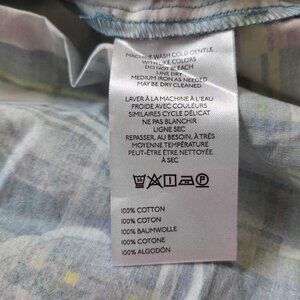 MACHINE WASH COLD GENTLE
WITH LIKE COLORS
DO NOT BLEACH
LINE DRY
MEDIUM IRON AS NEEDED
MAY BE DRY CLEANED
LAVER À LA MACHINE À L'EAU
FROIDE AVEC COULEURS
SIMILAIRES CYCLE DÉLICAT
NE PAS BLANCHIR
LIGNE SEC
REPASSER, AU BESOIN, À TRÈS
MOYENNE TEMPÉRATURE
PEUT-ÊTRE ÊTRE NETTOYÉE
À SEC
P
100% COTTON
100% COTON
100% BAUMWOLLE
100% COTONE
100% ALGODÓN